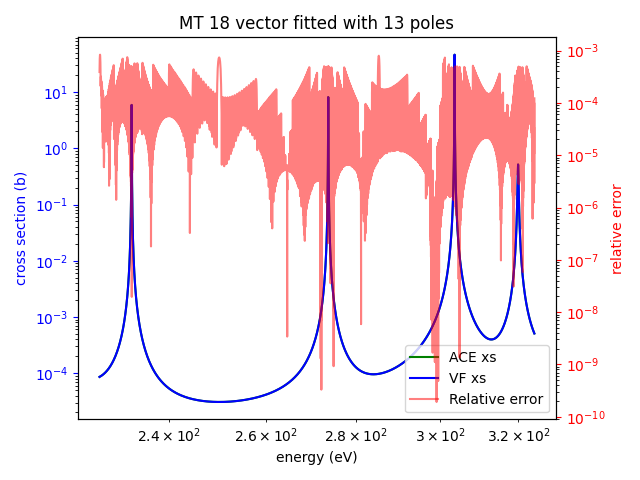 MT 18 vector fitted with 13 poles
cross section (b)
10¹
10⁰
10⁻¹
10⁻²
10⁻³
10⁻⁴
10⁻³
10⁻⁴
10⁻⁵
10⁻⁶
10⁻⁷
10⁻⁸
10⁻⁹
10⁻¹⁰
relative error
ACE xs
VF xs
Relative error
2.4 × 10² 2.6 × 10² 2.8 × 10² 3 × 10² 3.2 × 10²
energy (eV)